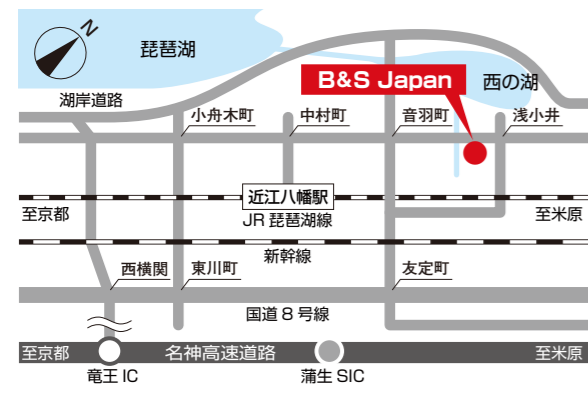 N
琵琶湖
B&S Japan
西の湖
湖岸道路
小舟木町
中村町
音羽町
浅小井
近江八幡駅
至京都
JR 琵琶湖線
至米原
新幹線
西横関
東川町
友定町
国道 8 号線
至京都
名神高速道路
至米原
竜王 IC
蒲生 SIC